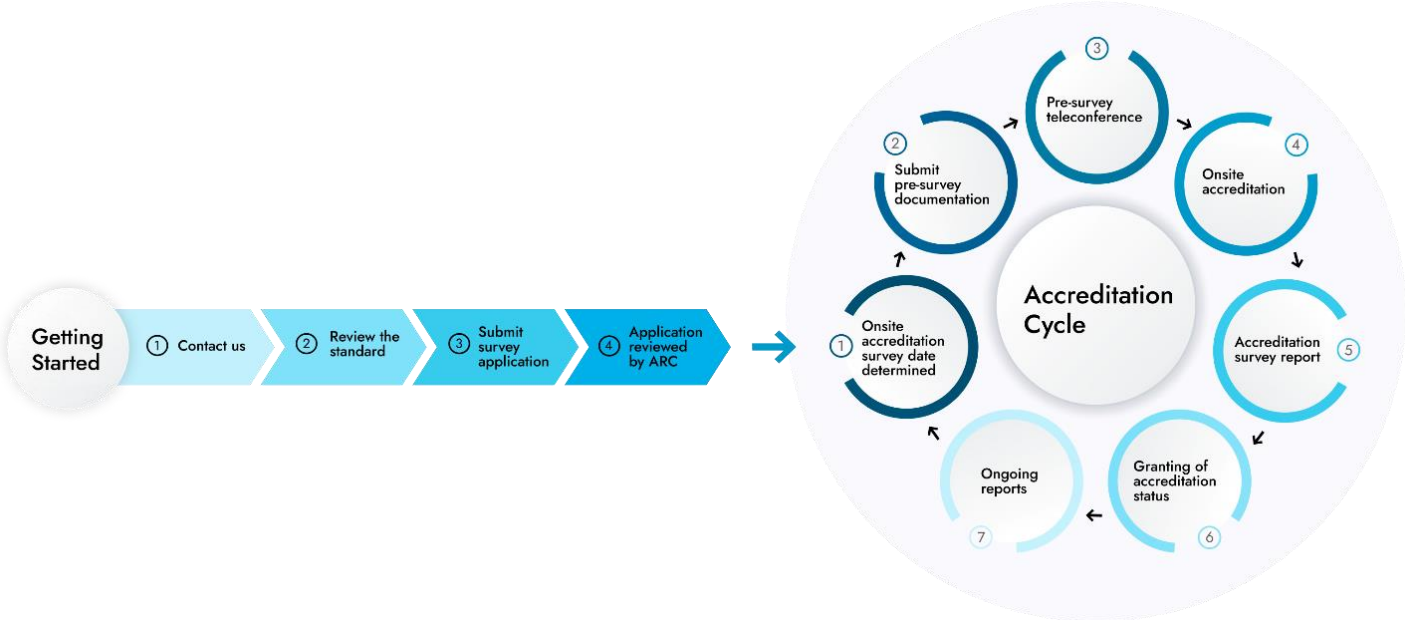 Getting
Started
1
Contact us
2
Review the
standard
3
Submit
survey
application
4
Application
reviewed
by ARC
Accreditation
Cycle
1
Onsite
accreditation
survey date
determined
2
Submit
pre-survey
documentation
3
Pre-survey
teleconference
4
Onsite
accreditation
Accreditation
survey report
5
Granting of
accreditation
status
6
Ongoing
reports
7